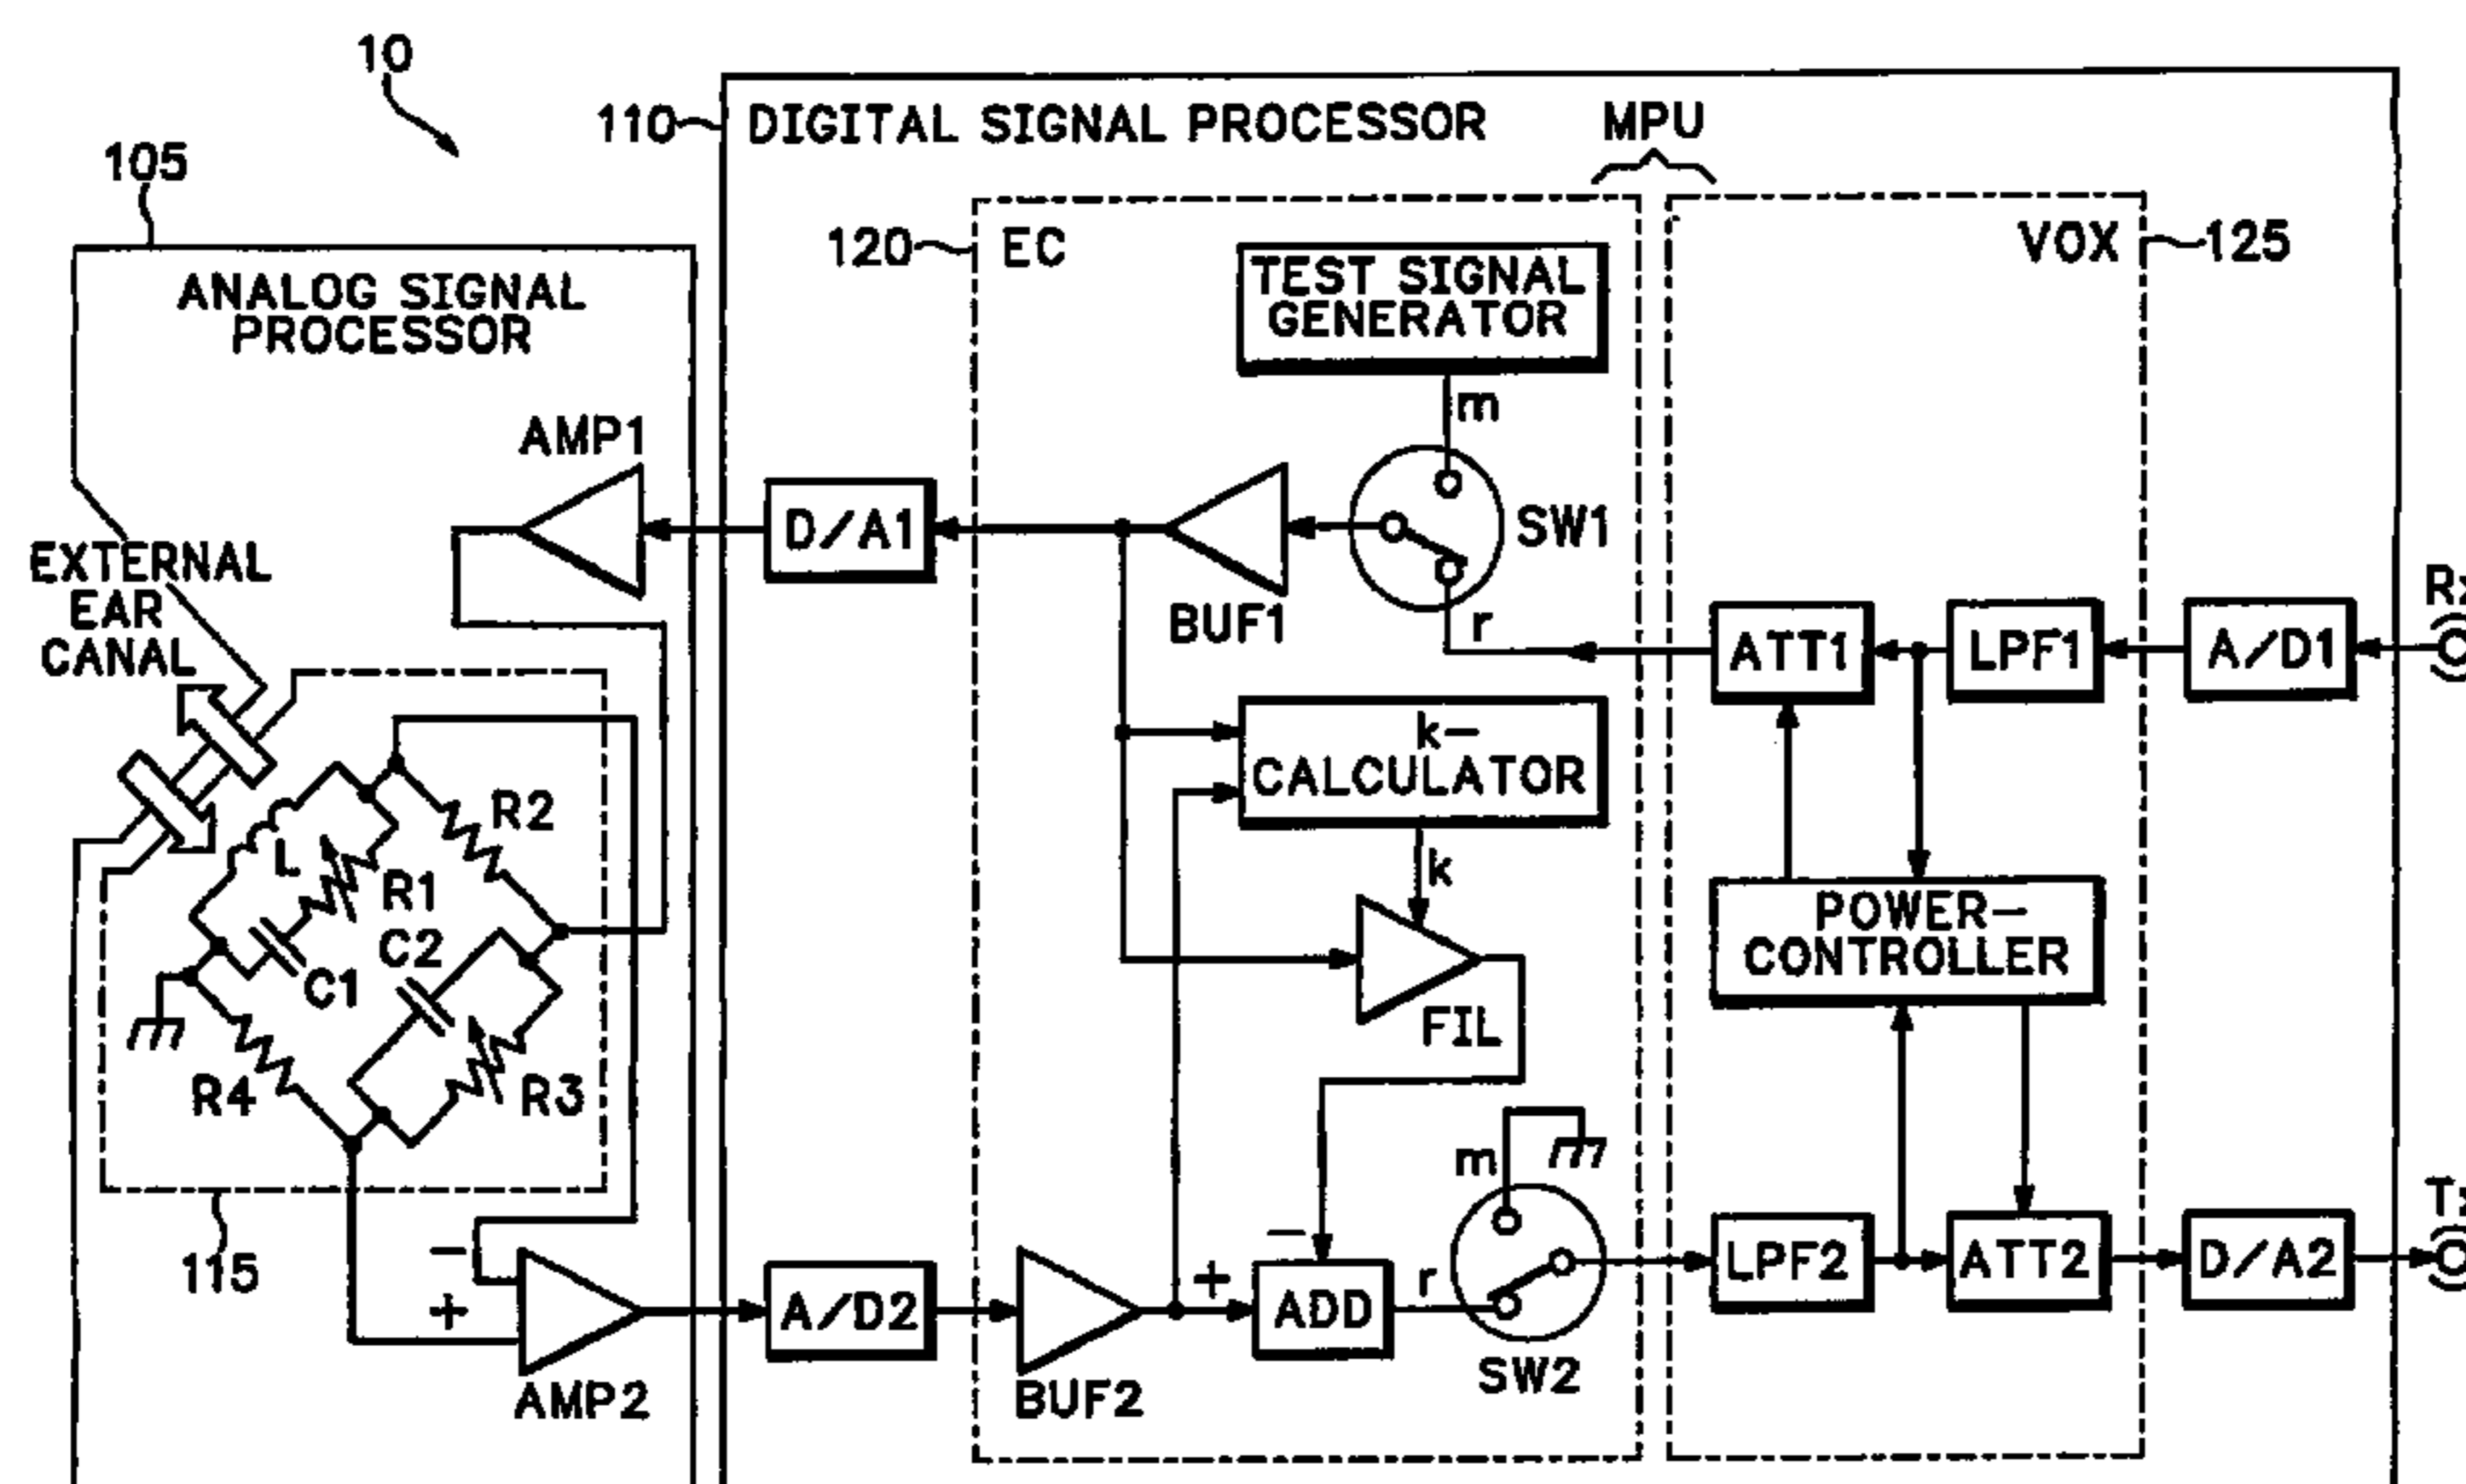 10
105
110
DIGITAL SIGNAL PROCESSOR
MPU
120
EC
VOX
125
ANALOG SIGNAL
PROCESSOR
TEST SIGNAL
GENERATOR
m
AMP1
D/A1
BUF1
SW1
r
EXTERNAL
EAR
CANAL
ATT1
LPF1
A/D1
k-
CALCULATOR
k
R2
L
R1
C2
C1
R4
R3
FIL
POWER-
CONTROLLER
115
-
+
AMP2
A/D2
BUF2
+
-
ADD
r
m
SW2
LPF2
ATT2
D/A2